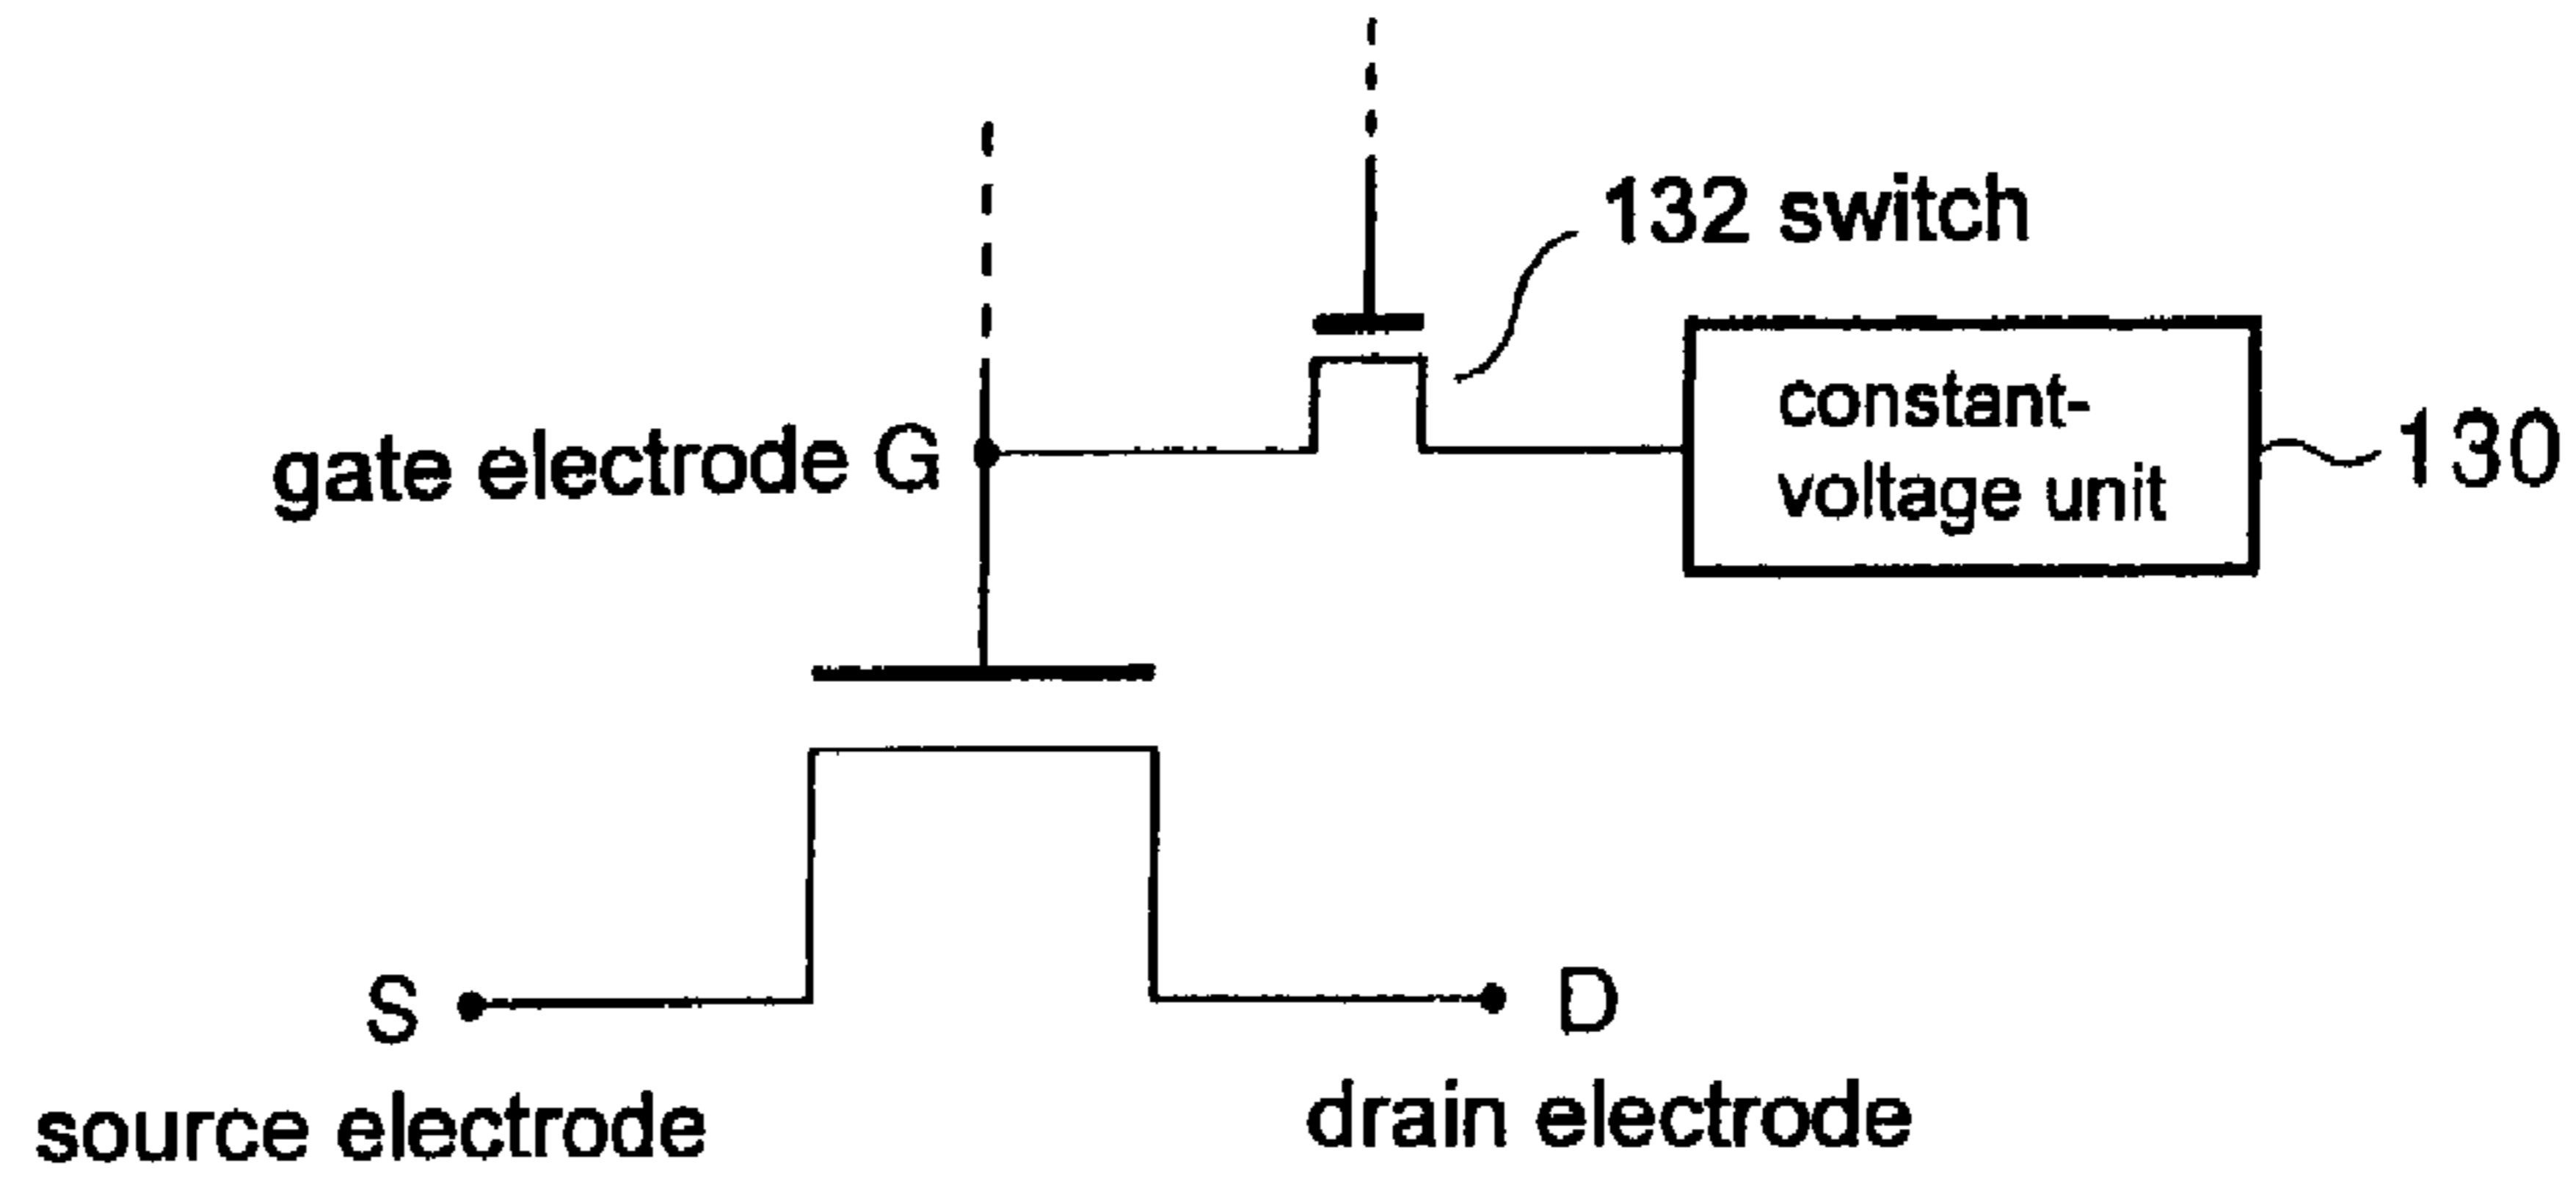 132 switch
constant-
voltage unit
130
gate electrode G
S
D
source electrode
drain electrode